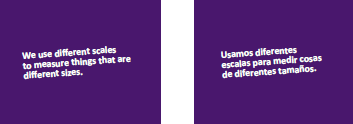 We use different scales
to measure things that are
different sizes.
Usamos diferentes
escalas para medir cosas
de diferentes tamaños.